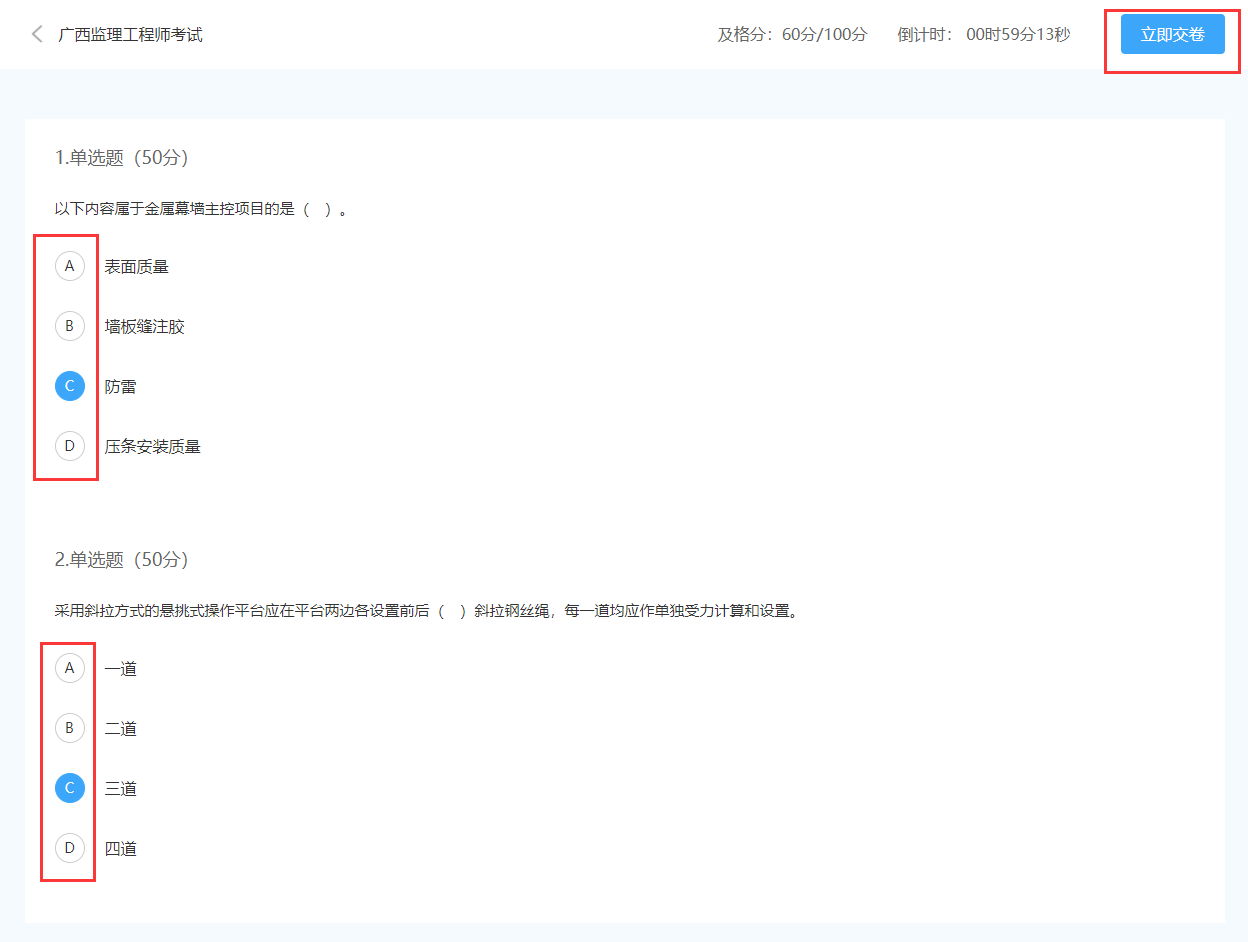 广西监理工程师考试 及格分：60分/100分 倒计时： 00时59分13秒 立即交卷
1.单选题（50分）
以下内容属于金属幕墙主控项目的是（ ）。
A 表面质量
B 墙板缝注胶
C 防雷
D 压条安装质量
2.单选题（50分）
采用斜拉方式的悬挑式操作平台应在平台两边各设置前后（ ）斜拉钢丝绳，每一道均应作单独受力计算和设置。
A 一道
B 二道
C 三道
D 四道